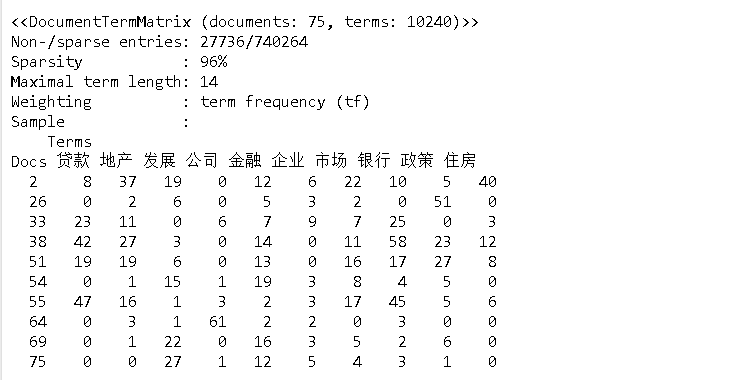 <<DocumentTermMatrix (documents: 75, terms: 10240)>>
Non-/sparse entries: 27736/740264
Sparsity           : 96%
Maximal term length: 14
Weighting          : term frequency (tf)
Sample             :
    Terms
Docs 贷款 地产 发展 公司 金融 企业 市场 银行 政策 住房
  2     8   37   19    0   12    6   22   10    5   40
  26    0    2    6    0    5    3    2    0   51    0
  33   23   11    0    6    7    9    7   25    0    3
  38   42   27    3    0   14    0   11   58   23   12
  51   19   19    6    0   13    0   16   17   27    8
  54    0    1   15    1   19    3    8    4    5    0
  55   47   16    1    3    2    3   17   45    5    6
  64    0    3    1   61    2    2    0    3    0    0
  69    0    1   22    0   16    3    5    2    6    0
  75    0    0   27    1   12    5    4    3    1    0